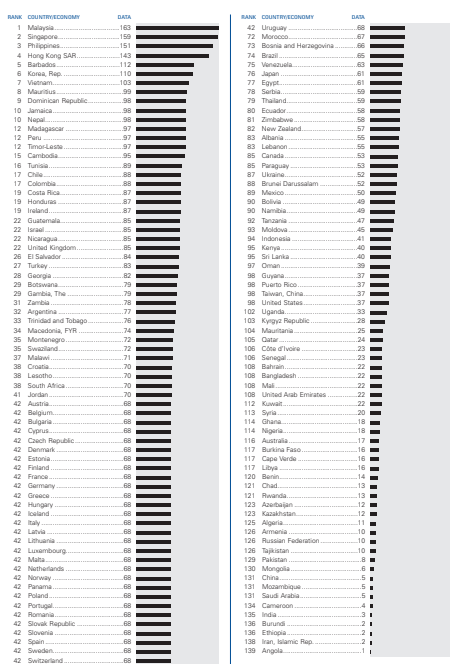 RANK COUNTRY/ECONOMY DATA
1 Malaysia 163
2 Singapore 159
3 Philippines 151
4 Hong Kong SAR 143
5 Barbados 112
6 Korea, Rep. 110
7 Vietnam 103
8 Mauritius 99
9 Dominican Republic 98
10 Jamaica 98
10 Nepal 98
12 Madagascar 97
12 Peru 97
12 Timor-Leste 97
15 Cambodia 95
16 Tunisia 89
17 Chile 88
17 Colombia 88
19 Costa Rica 87
19 Honduras 87
19 Ireland 87
22 Guatemala 85
22 Israel 85
22 Nicaragua 85
22 United Kingdom 85
26 El Salvador 84
27 Turkey 83
28 Georgia 82
29 Botswana 79
29 Gambia, The 79
31 Zambia 78
32 Argentina 77
33 Trinidad and Tobago 76
34 Macedonia, FYR 74
35 Montenegro 72
35 Swaziland 72
37 Malawi 71
38 Croatia 70
38 Lesotho 70
38 South Africa 70
41 Jordan 70
42 Austria 68
42 Belgium 68
42 Bulgaria 68
42 Cyprus 68
42 Czech Republic 68
42 Denmark 68
42 Estonia 68
42 Finland 68
42 France 68
42 Germany 68
42 Greece 68
42 Hungary 68
42 Iceland 68
42 Italy 68
42 Latvia 68
42 Lithuania 68
42 Luxembourg 68
42 Malta 68
42 Netherlands 68
42 Norway 68
42 Panama 68
42 Poland 68
42 Portugal 68
42 Romania 68
42 Slovak Republic 68
42 Slovenia 68
42 Spain 68
42 Sweden 68
42 Switzerland 68
RANK COUNTRY/ECONOMY DATA
42 Uruguay 68
72 Morocco 67
73 Bosnia and Herzegovina 66
74 Brazil 65
75 Venezuela 63
76 Japan 61
77 Egypt 61
78 Serbia 59
79 Thailand 59
80 Ecuador 58
81 Zimbabwe 58
82 New Zealand 57
83 Albania 55
83 Lebanon 55
85 Canada 53
85 Paraguay 53
87 Ukraine 52
88 Brunei Darussalam 52
89 Mexico 50
90 Bolivia 49
90 Namibia 49
92 Tanzania 47
93 Moldova 45
94 Indonesia 41
95 Kenya 40
95 Sri Lanka 40
97 Oman 39
98 Guyana 37
98 Puerto Rico 37
98 Taiwan, China 37
98 United States 37
102 Uganda 33
103 Kyrgyz Republic 28
104 Mauritania 25
105 Qatar 24
106 Côte d'Ivoire 23
106 Senegal 23
108 Bahrain 22
108 Bangladesh 22
108 Mali 22
108 United Arab Emirates 22
112 Kuwait 22
113 Syria 20
114 Ghana 18
114 Nigeria 18
116 Australia 17
117 Burkina Faso 16
117 Cape Verde 16
117 Libya 16
120 Benin 14
121 Chad 13
121 Rwanda 13
123 Azerbaijan 12
123 Kazakhstan 12
125 Algeria 11
126 Armenia 10
126 Russian Federation 10
126 Tajikistan 10
129 Pakistan 8
130 Mongolia 6
131 China 5
131 Mozambique 5
131 Saudi Arabia 5
134 Cameroon 4
135 India 3
136 Burundi 2
136 Ethiopia 2
138 Iran, Islamic Rep. 2
139 Angola 1